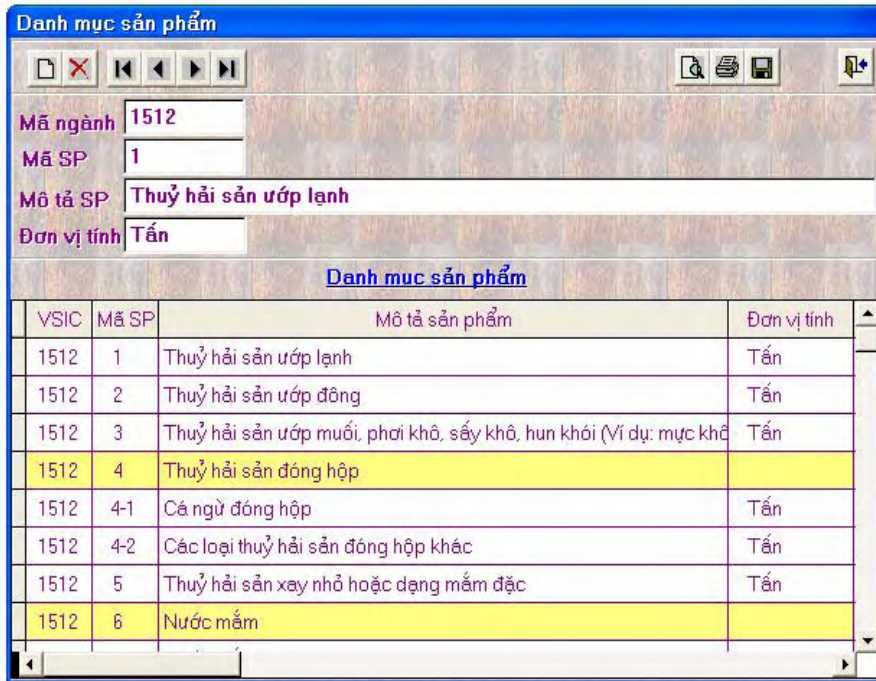 Danh mục sản phẩm
Mã ngành 1512
Mã SP 1
Mô tả SP Thuỷ hải sản ướp lạnh
Đơn vị tính Tấn
Danh muc sản phẩm
VSIC Mã SP Mô tả sản phẩm Đơn vị tính
1512 1 Thuỷ hải sản ướp lạnh Tấn
1512 2 Thuỷ hải sản ướp đông Tấn
1512 3 Thuỷ hải sản ướp muối, phơi khô, sấy khô, hun khói (Ví dụ: mực khô Tấn
1512 4 Thuỷ hải sản đóng hộp
1512 4-1 Cá ngừ đóng hộp Tấn
1512 4-2 Các loại thuỷ hải sản đóng hộp khác Tấn
1512 5 Thuỷ hải sản xay nhỏ hoặc dạng mắm đặc Tấn
1512 6 Nước mắm